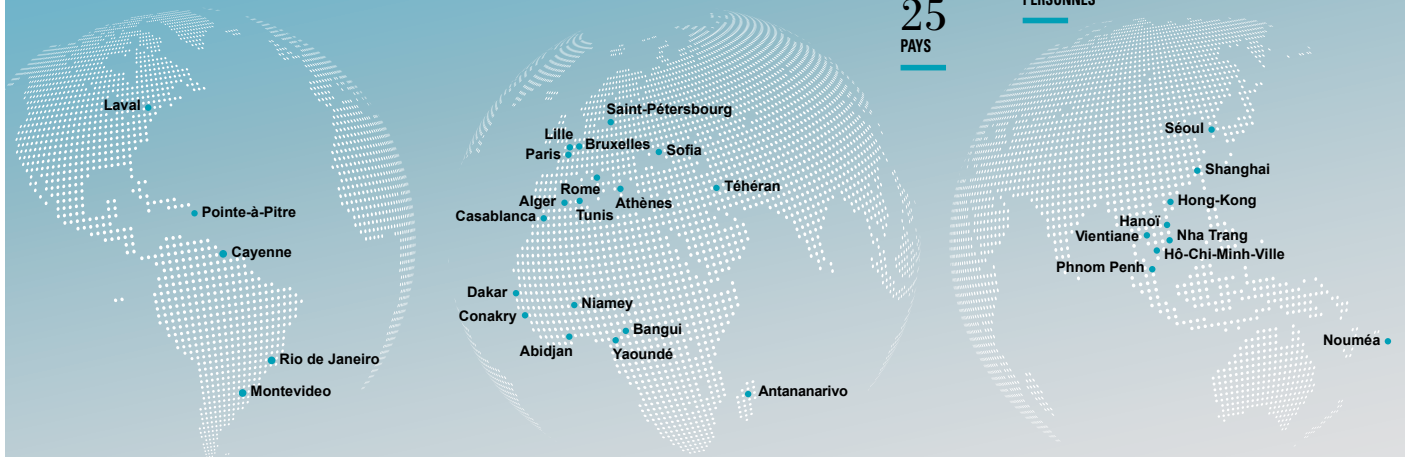 25
PAYS
PERSONNES
Laval
Pointe-à-Pitre
Cayenne
Rio de Janeiro
Montevideo
Saint-Pétersbourg
Lille
Bruxelles
Paris
Sofia
Rome
Téhéran
Alger
Athènes
Casablanca
Tunis
Dakar
Niamey
Conakry
Bangui
Abidjan
Yaoundé
Antananarivo
Séoul
Shanghai
Hong-Kong
Hanoï
Vientiane
Nha Trang
Hô-Chi-Minh-Ville
Phnom Penh
Nouméa